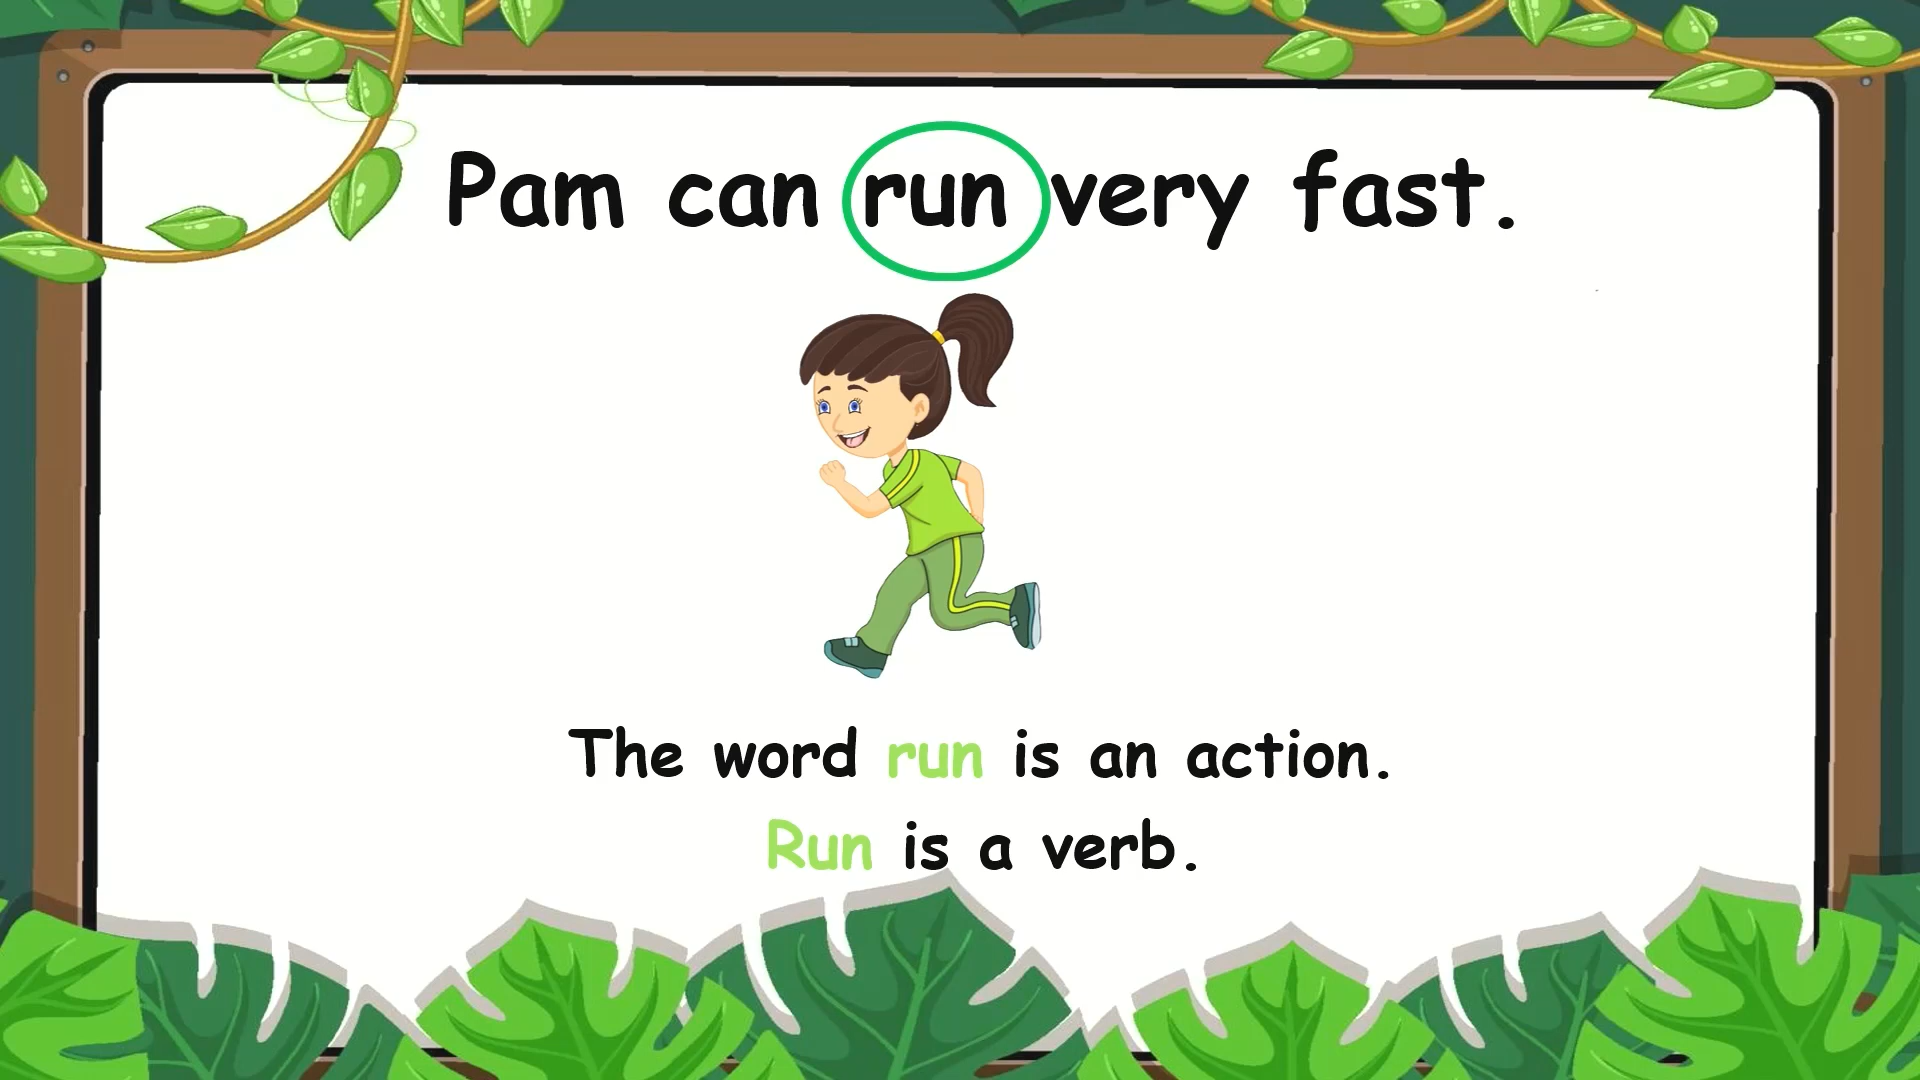 Pam can run very fast.
The word run is an action.
Run is a verb.